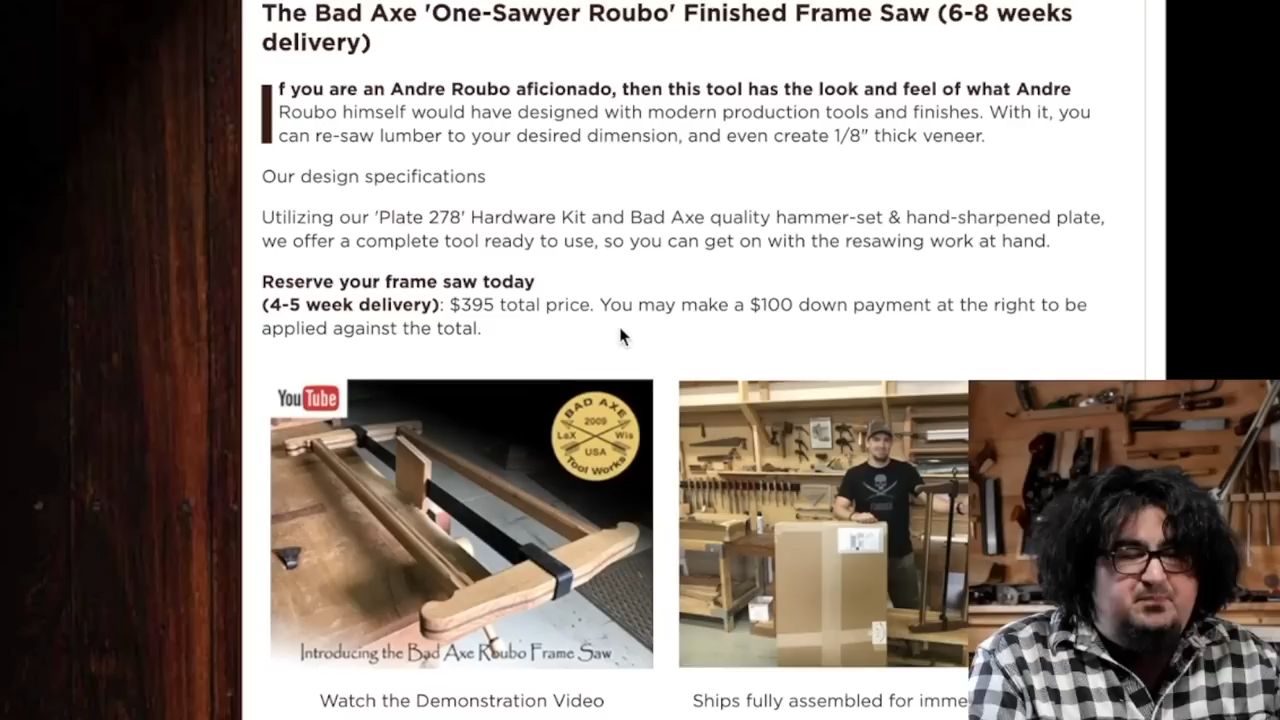 The Bad Axe 'One-Sawyer Roubo' Finished Frame Saw (6-8 weeks
delivery)
If you are an Andre Roubo aficionado, then this tool has the look and feel of what Andre
Roubo himself would have designed with modern production tools and finishes. With it, you
can re-saw lumber to your desired dimension, and even create 1/8" thick veneer.
Our design specifications
Utilizing our 'Plate 278' Hardware Kit and Bad Axe quality hammer-set & hand-sharpened plate,
we offer a complete tool ready to use, so you can get on with the resawing work at hand.
Reserve your frame saw today
(4-5 week delivery): $395 total price. You may make a $100 down payment at the right to be
applied against the total.
YouTube
BAD AXE
2009
LaX Wis
USA
Tool Works
Introducing the Bad Axe Roubo Frame Saw
Watch the Demonstration Video
Ships fully assembled for